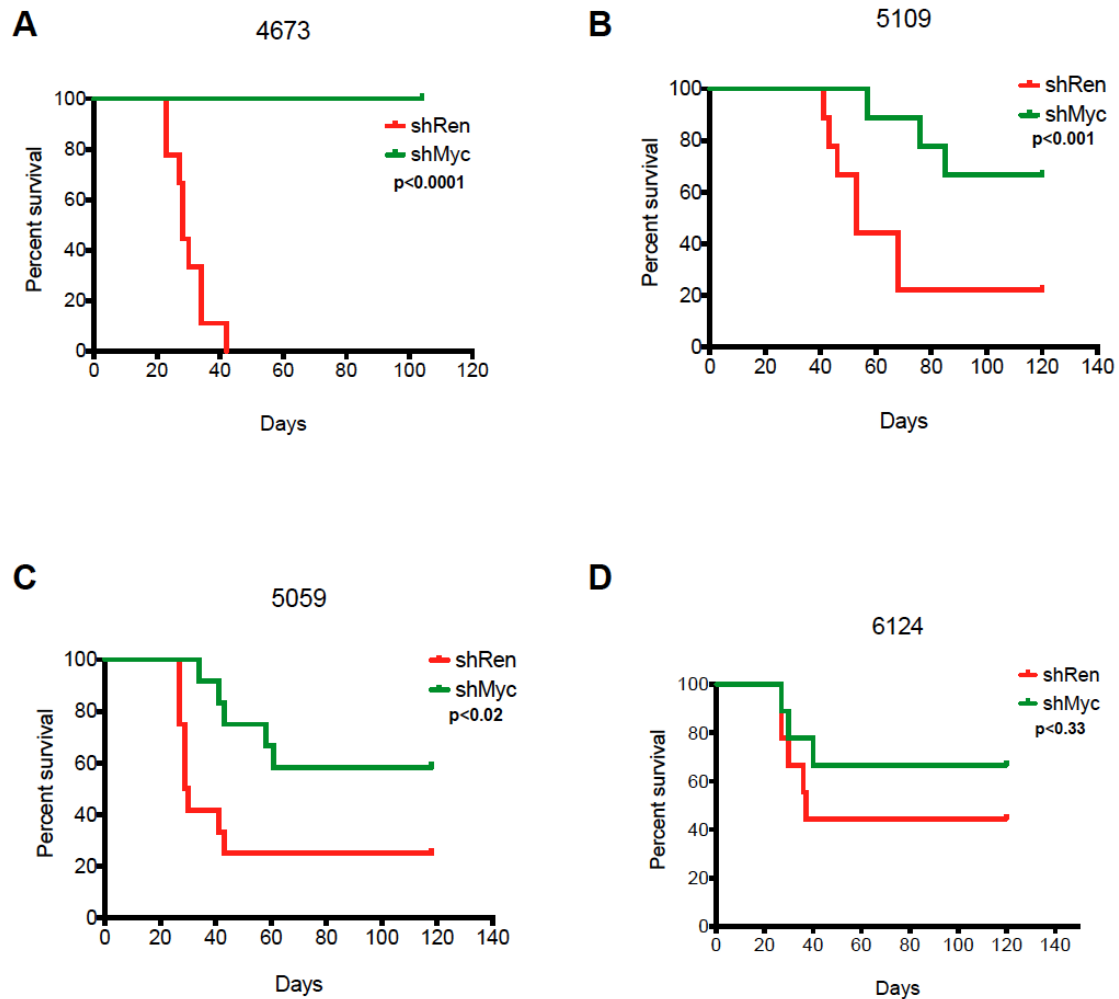 A
4673
Percent survival
100
80
60
40
20
0
0 20 40 60 80 100 120
Days
shRen
shMyc
p<0.0001
B
5109
Percent survival
100
80
60
40
20
0
0 20 40 60 80 100 120 140
Days
shRen
shMyc
p<0.001
C
5059
Percent survival
100
80
60
40
20
0
0 20 40 60 80 100 120 140
Days
shRen
shMyc
p<0.02
D
6124
Percent survival
100
80
60
40
20
0
0 20 40 60 80 100 120 140
Days
shRen
shMyc
p<0.33